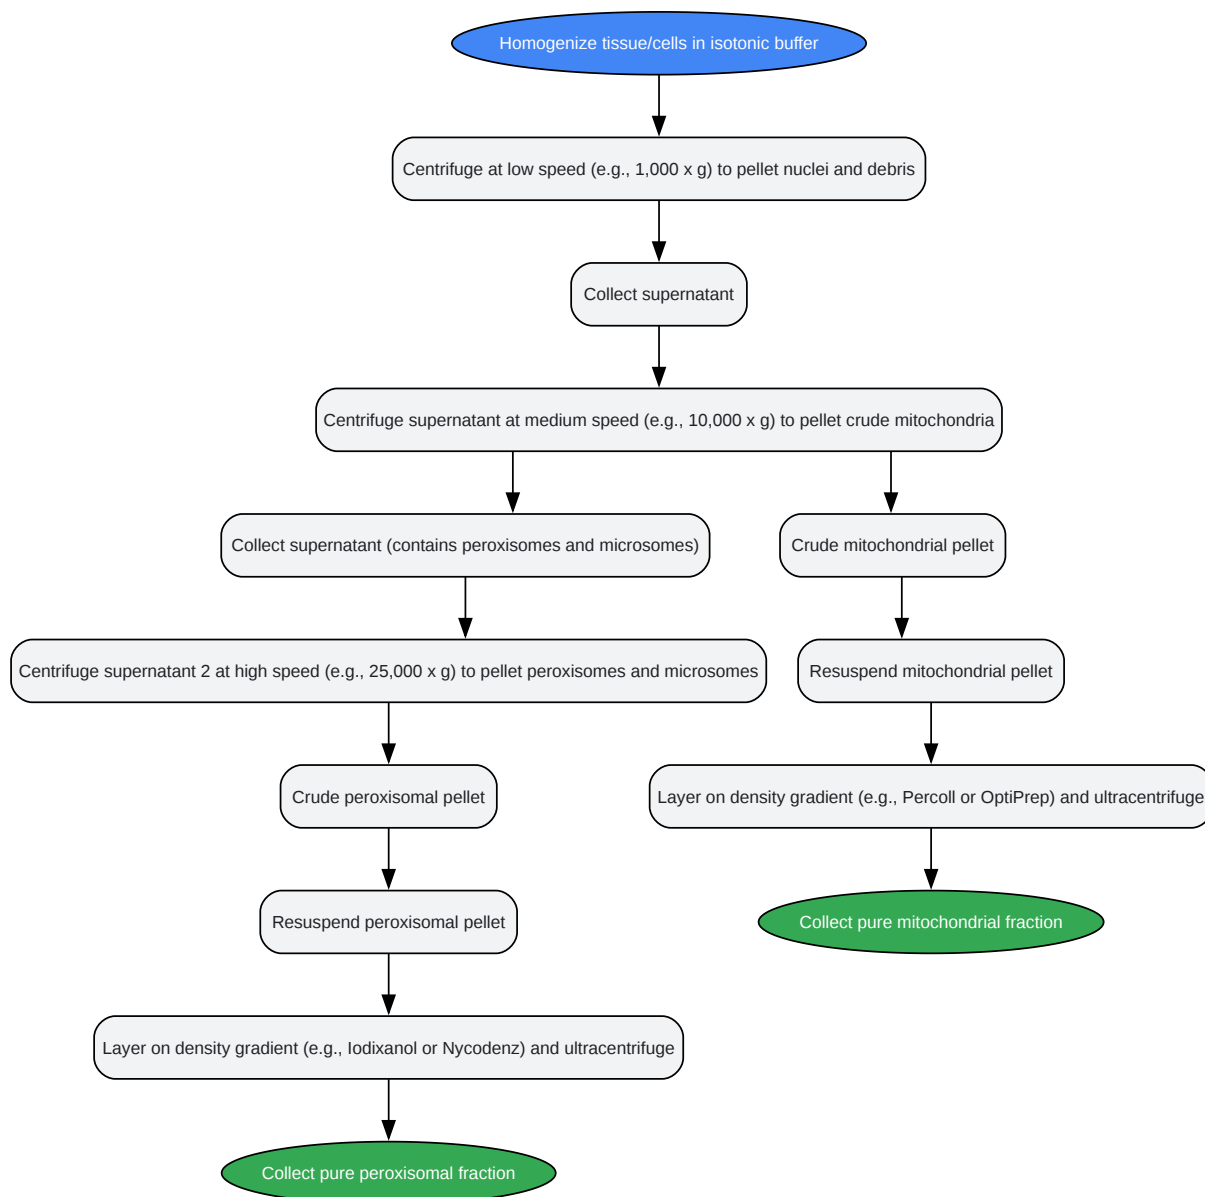 Homogenize tissue/cells in isotonic buffer
Centrifuge at low speed (e.g., 1,000 x g) to pellet nuclei and debris
Collect supernatant
Centrifuge supernatant at medium speed (e.g., 10,000 x g) to pellet crude mitochondria
Collect supernatant (contains peroxisomes and microsomes)
Crude mitochondrial pellet
Centrifuge supernatant 2 at high speed (e.g., 25,000 x g) to pellet peroxisomes and microsomes
Resuspend mitochondrial pellet
Crude peroxisomal pellet
Layer on density gradient (e.g., Percoll or OptiPrep) and ultracentrifuge
Resuspend peroxisomal pellet
Collect pure mitochondrial fraction
Layer on density gradient (e.g., Iodixanol or Nycodenz) and ultracentrifuge
Collect pure peroxisomal fraction